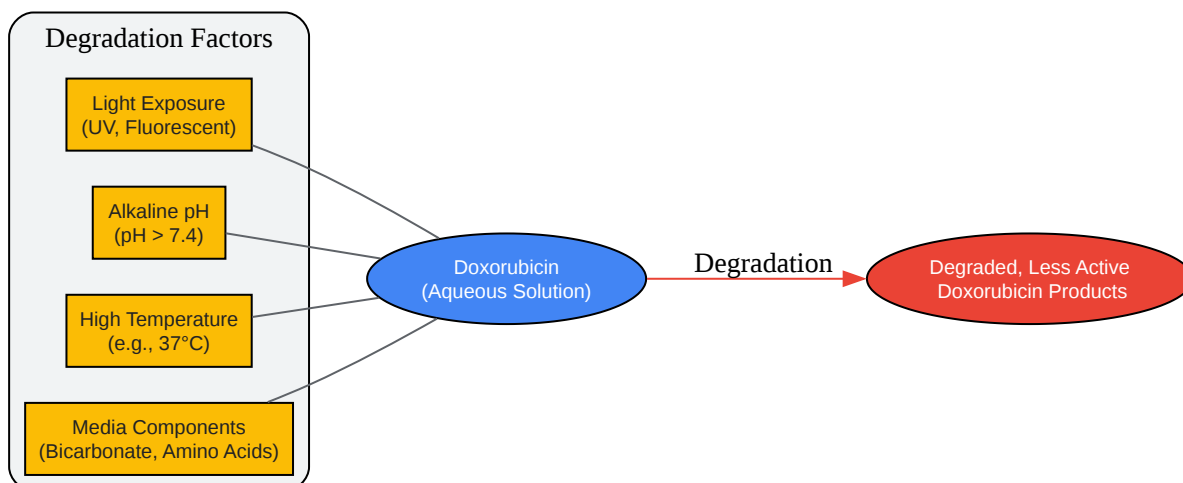 Degradation Factors
Light Exposure
(UV, Fluorescent)
Alkaline pH
(pH > 7.4)
High Temperature
(e.g., 37°C)
Media Components
(Bicarbonate, Amino Acids)
Doxorubicin
(Aqueous Solution)
Degradation
Degraded, Less Active
Doxorubicin Products